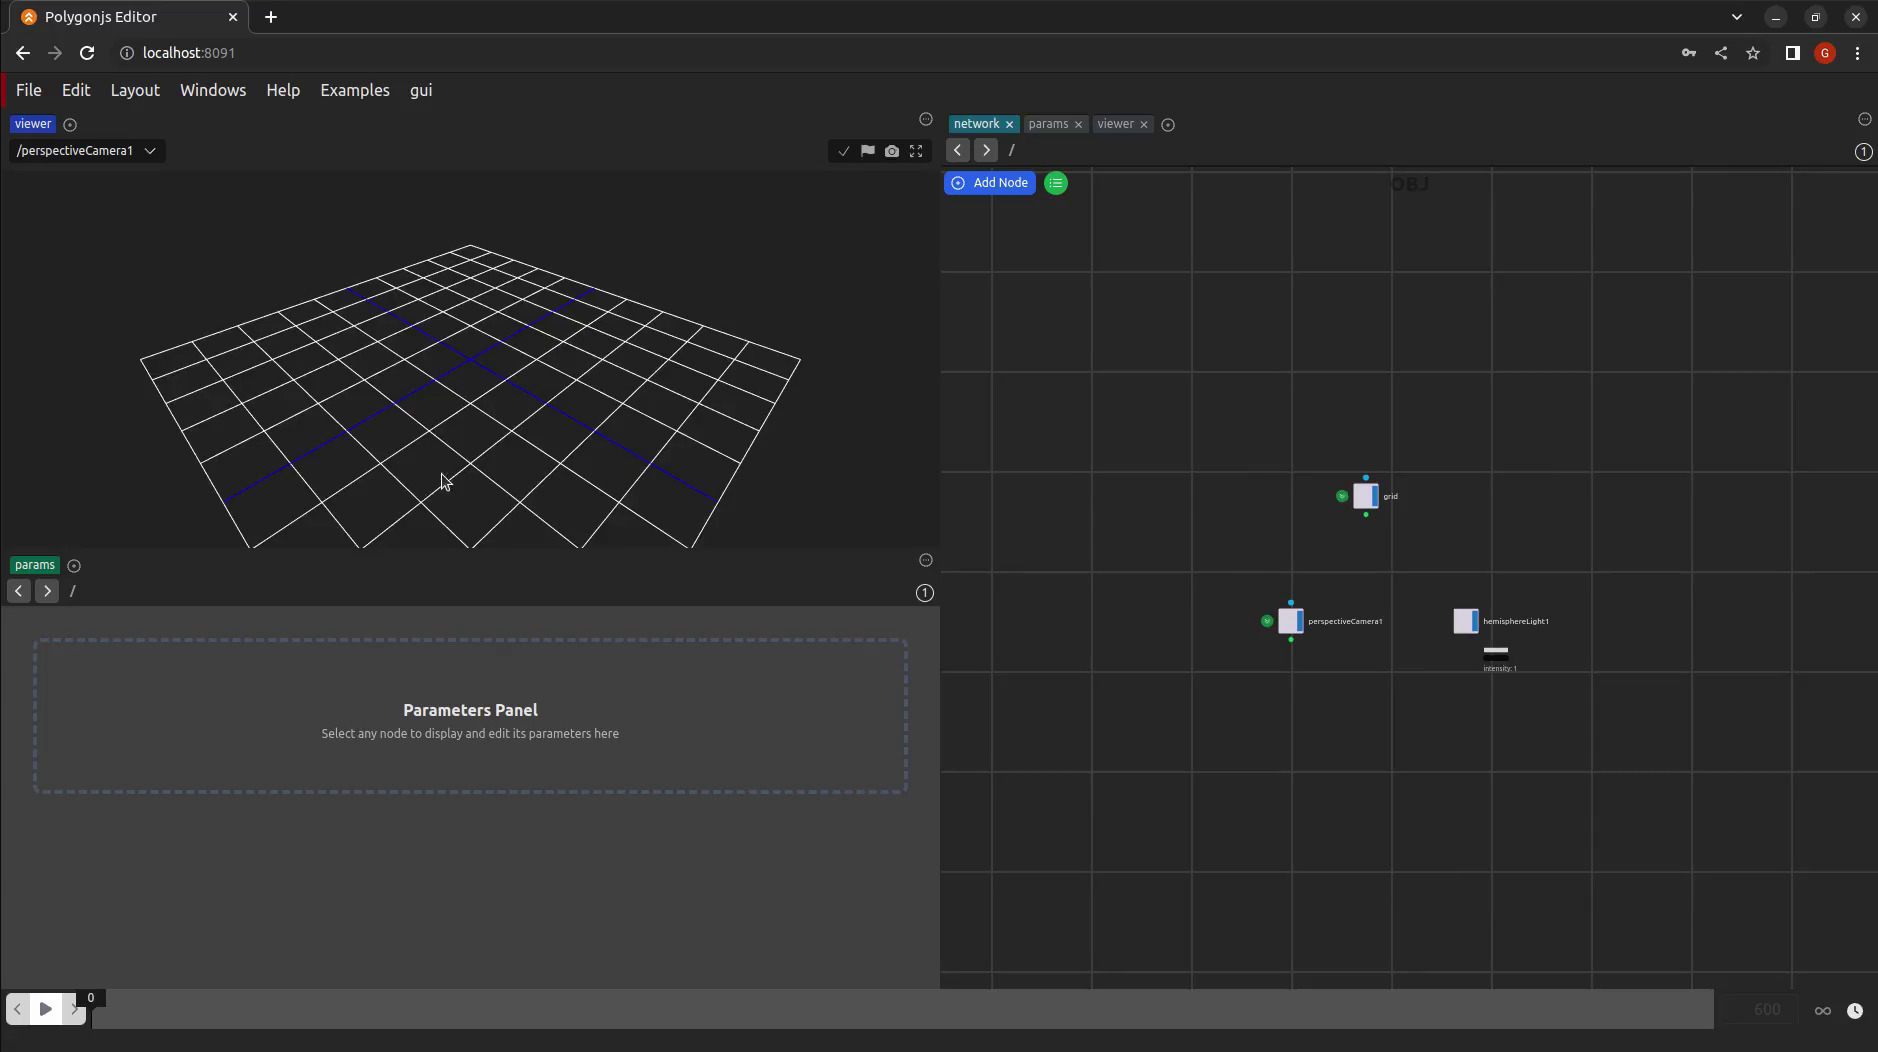 Polygonjs Editor
localhost:8091
File Edit Layout Windows Help Examples gui
viewer
/perspectiveCamera1
network params viewer
/
1
Add Node
OBJ
grid
perspectiveCamera1
hemisphereLight1
intensity: 1
params
/
1
Parameters Panel
Select any node to display and edit its parameters here
0
600
G